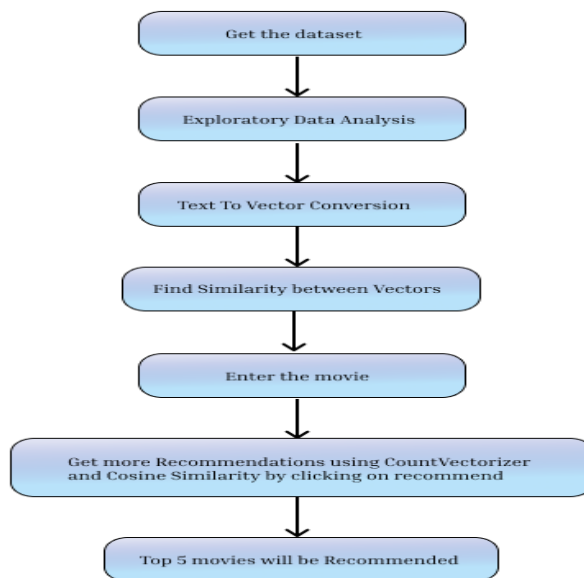 Get the dataset
Exploratory Data Analysis
Text To Vector Conversion
Find Similarity between Vectors
Enter the movie
Get more Recommendations using CountVectorizer
and Cosine Similarity by clicking on recommend
Top 5 movies will be Recommended